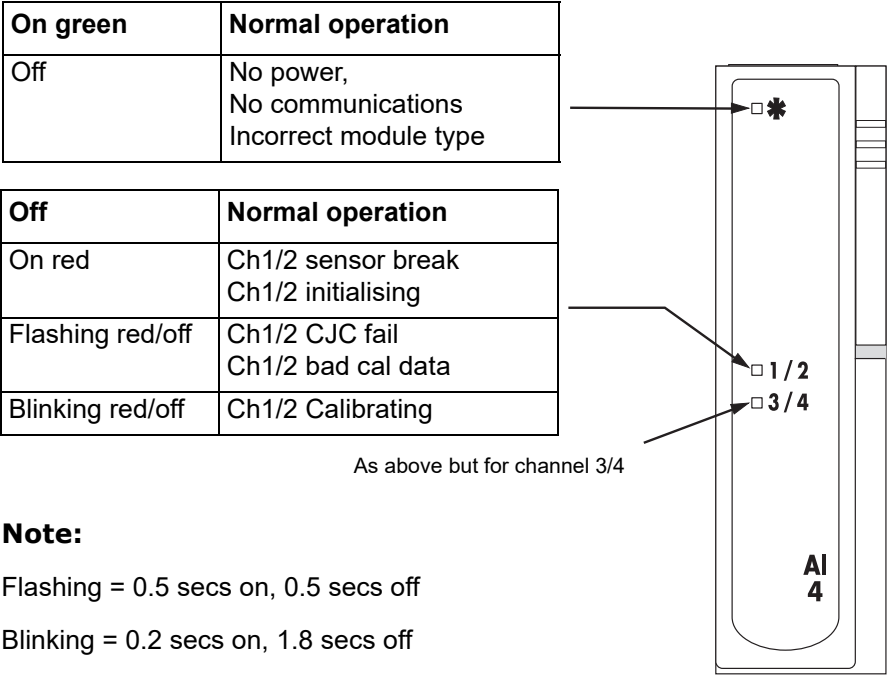 On green Normal operation
Off No power,
No communications
Incorrect module type
✱
Off Normal operation
On red Ch1/2 sensor break
Ch1/2 initialising
Flashing red/off Ch1/2 CJC fail
Ch1/2 bad cal data
Blinking red/off Ch1/2 Calibrating
1 / 2
3 / 4
As above but for channel 3/4
Note:
Flashing = 0.5 secs on, 0.5 secs off
Blinking = 0.2 secs on, 1.8 secs off
AI
4